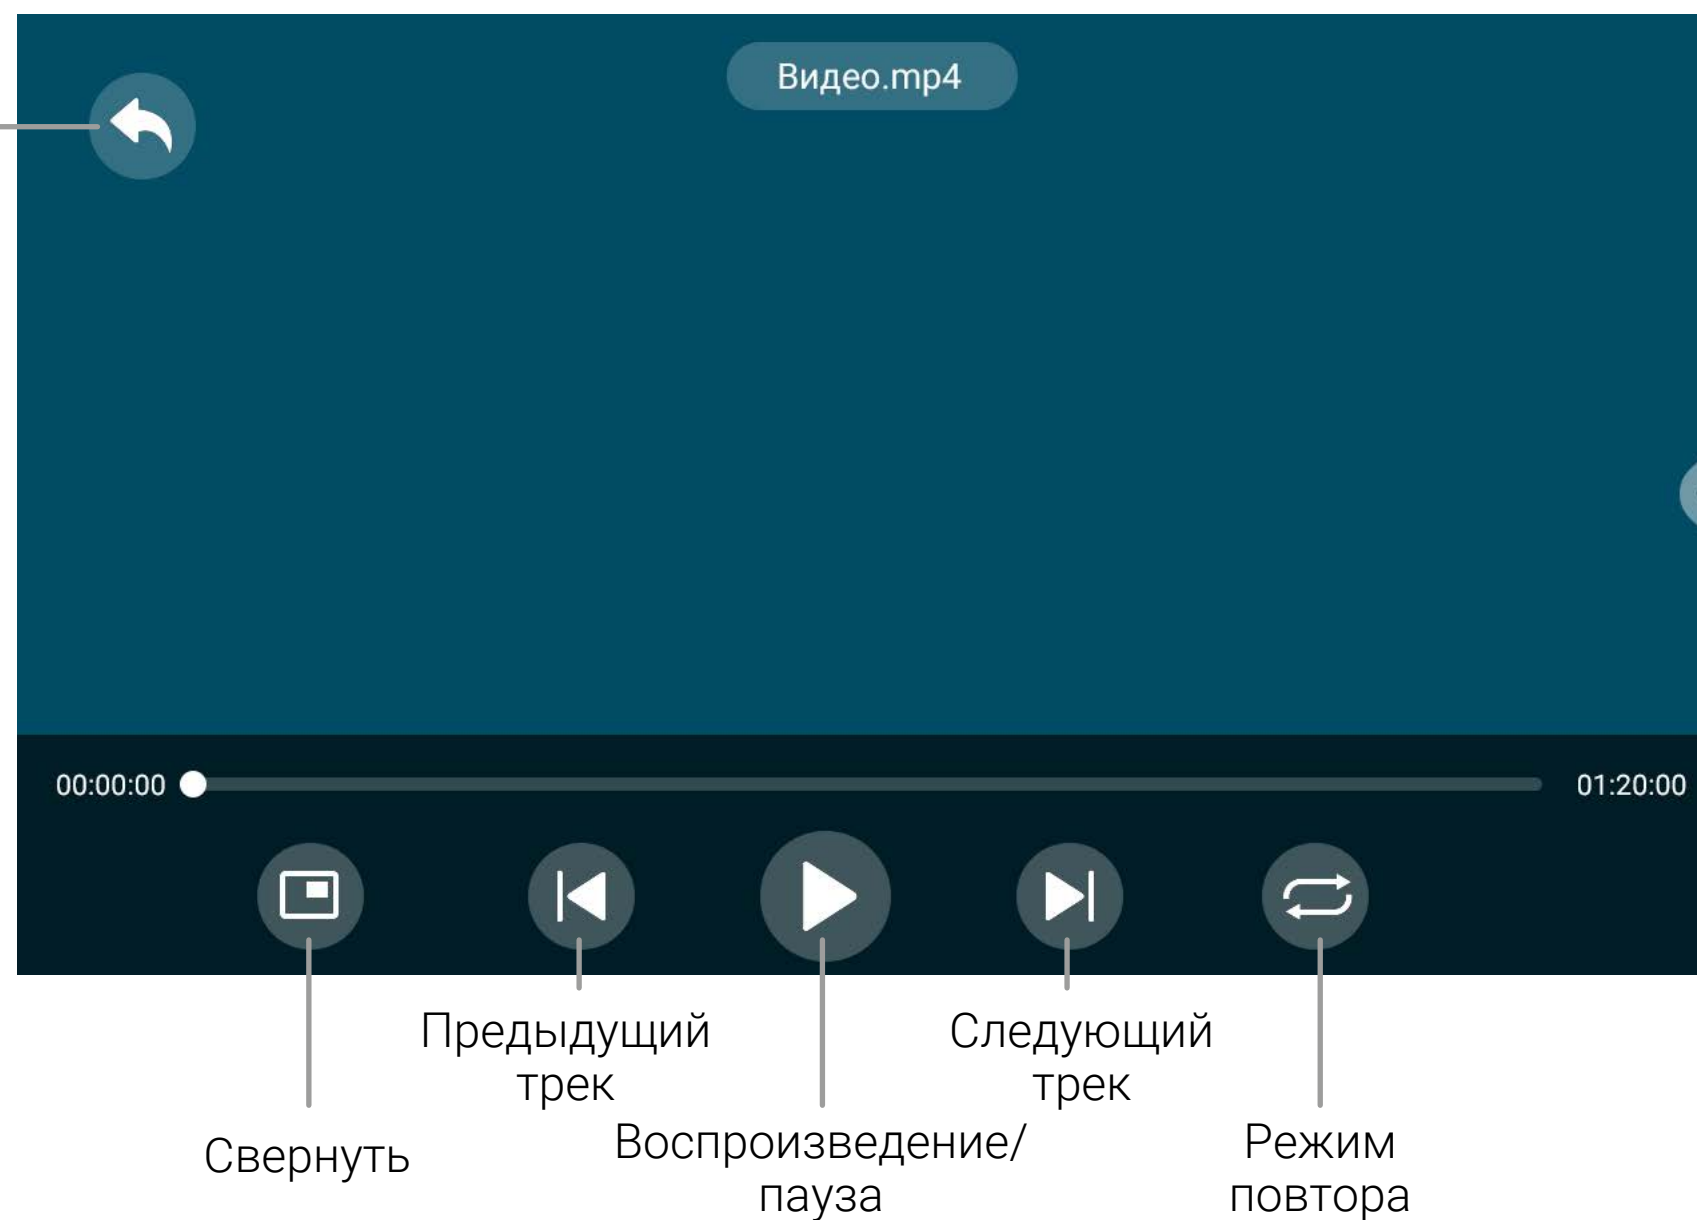 Видео.mp4
00:00:00
01:20:00
Предыдущий
трек
Следующий
трек
Свернуть
Воспроизведение/
пауза
Режим
повтора